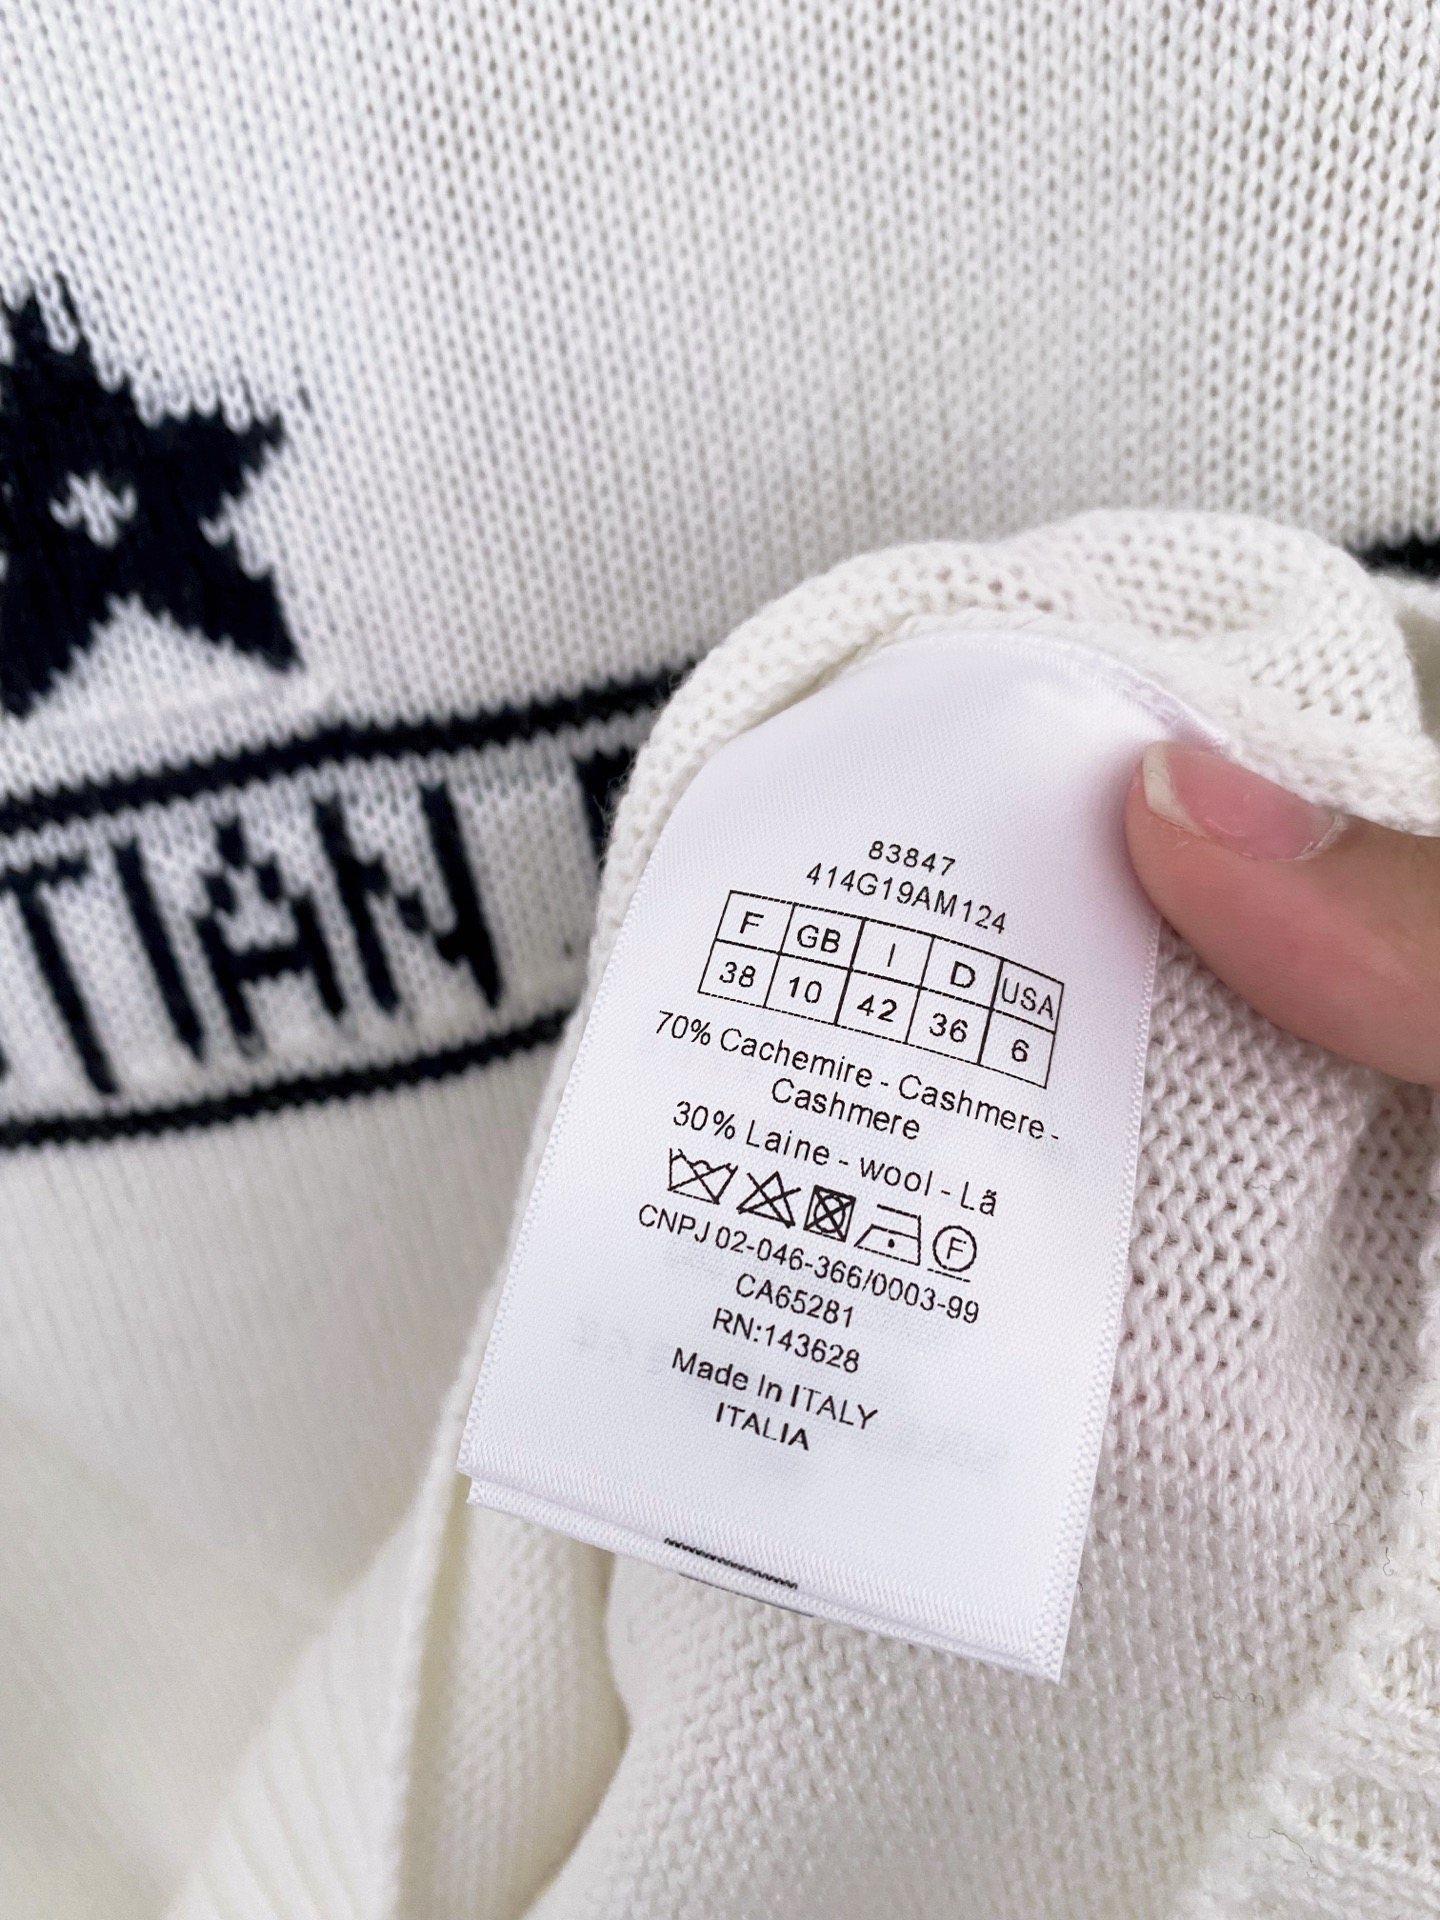 TIAN
83847
414G19AM124
F GB I D USA
38 10 42 36 6
70% Cachemire - Cashmere -
Cashmere
30% Laine - wool - Lã
F
CNPJ 02-046-366/0003-99
CA65281
RN:143628
Made In ITALY
ITALIA